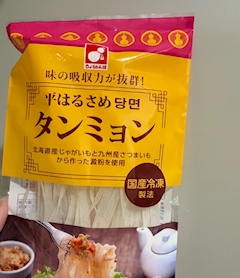 味の吸収力が抜群!
平はるさめ 당면
タンミョン
北海道産じゃがいもと九州産さつまいも
から作った澱粉を使用
国産冷凍
製法